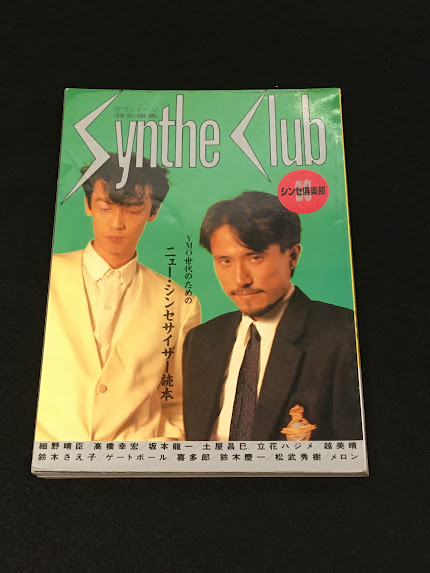 サウンドール
特別編集
Synthe Club
シンセ倶楽部
YMO世代のための
ニュー・シンセサイザー読本
細野晴臣/高橋幸宏/坂本龍一/土屋昌巳/立花ハジメ/越美晴
鈴木さえ子/ゲートボール/喜多郎/鈴木慶一/松武秀樹/メロン